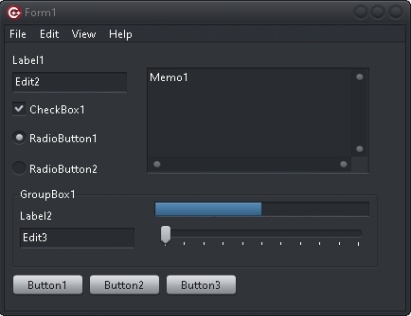 Form1
File Edit View Help
Label1
Edit2
Memo1
CheckBox1
RadioButton1
RadioButton2
GroupBox1
Label2
Edit3
Button1 Button2 Button3